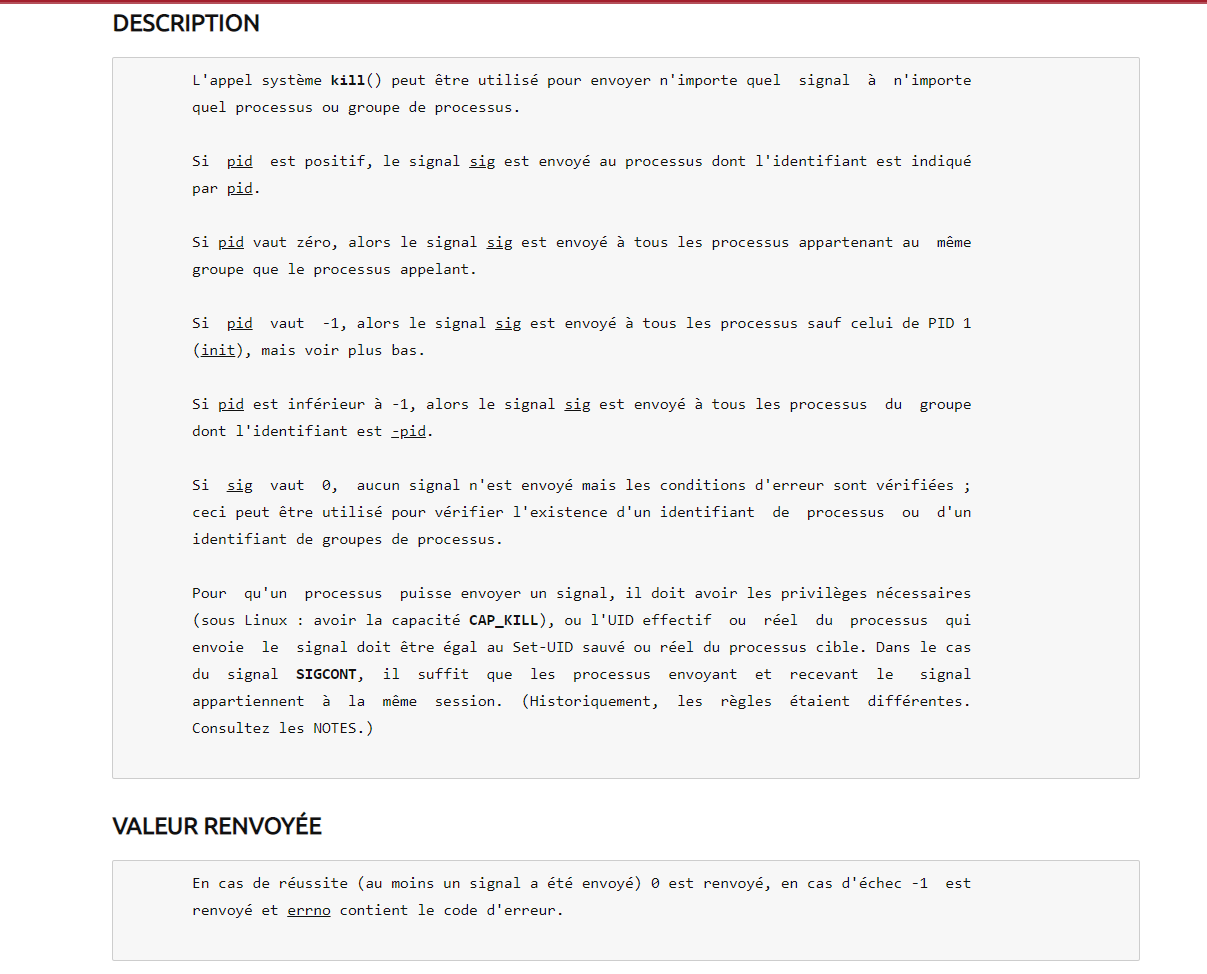 DESCRIPTION
L'appel système kill() peut être utilisé pour envoyer n'importe quel signal à n'importe
quel processus ou groupe de processus.
Si pid est positif, le signal sig est envoyé au processus dont l'identifiant est indiqué
par pid.
Si pid vaut zéro, alors le signal sig est envoyé à tous les processus appartenant au même
groupe que le processus appelant.
Si pid vaut -1, alors le signal sig est envoyé à tous les processus sauf celui de PID 1
(init), mais voir plus bas.
Si pid est inférieur à -1, alors le signal sig est envoyé à tous les processus du groupe
dont l'identifiant est -pid.
Si sig vaut 0, aucun signal n'est envoyé mais les conditions d'erreur sont vérifiées ;
ceci peut être utilisé pour vérifier l'existence d'un identifiant de processus ou d'un
identifiant de groupes de processus.
Pour qu'un processus puisse envoyer un signal, il doit avoir les privilèges nécessaires
(sous Linux : avoir la capacité CAP_KILL), ou l'UID effectif ou réel du processus qui
envoie le signal doit être égal au Set-UID sauvé ou réel du processus cible. Dans le cas
du signal SIGCONT, il suffit que les processus envoyant et recevant le signal
appartiennent à la même session. (Historiquement, les règles étaient différentes.
Consultez les NOTES.)
VALEUR RENVOYÉE
En cas de réussite (au moins un signal a été envoyé) 0 est renvoyé, en cas d'échec -1 est
renvoyé et errno contient le code d'erreur.